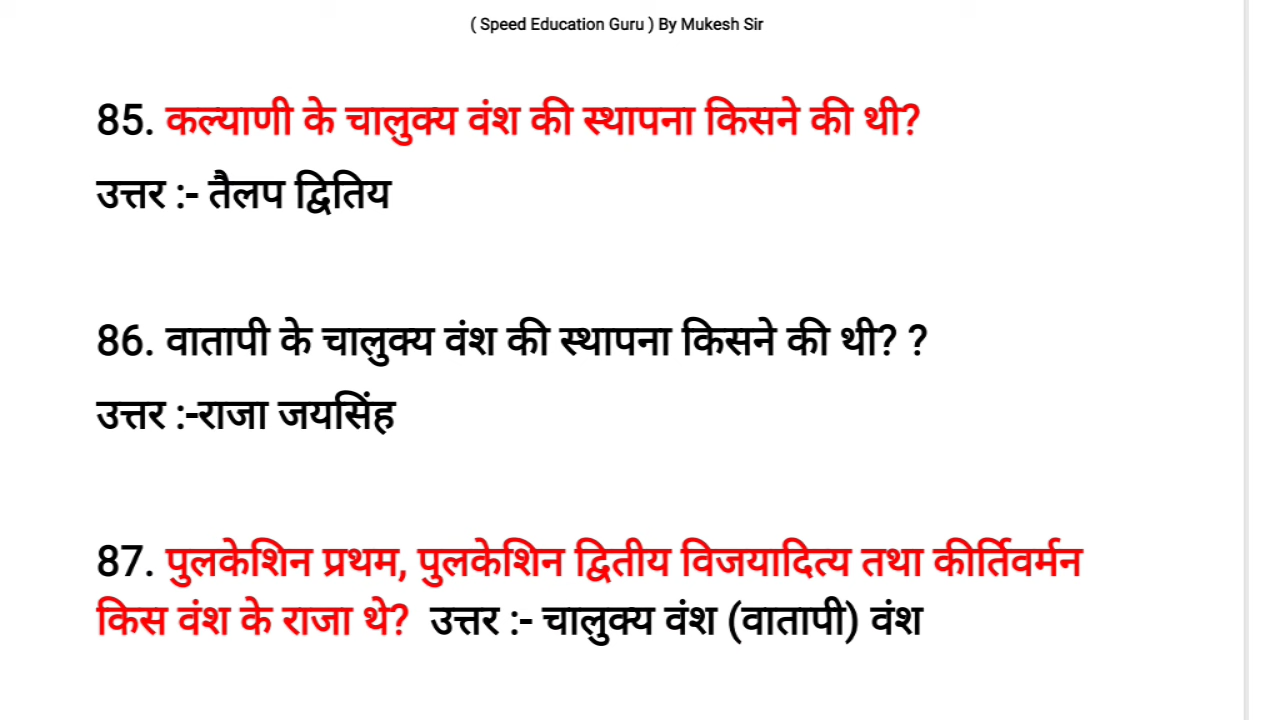 ( Speed Education Guru ) By Mukesh Sir
85. कल्याणी के चालुक्य वंश की स्थापना किसने की थी?
उत्तर :- तैलप द्वितिय
86. वातापी के चालुक्य वंश की स्थापना किसने की थी? ?
उत्तर :-राजा जयसिंह
87. पुलकेशिन प्रथम, पुलकेशिन द्वितीय विजयादित्य तथा कीर्तिवर्मन
किस वंश के राजा थे? उत्तर :- चालुक्य वंश (वातापी) वंश